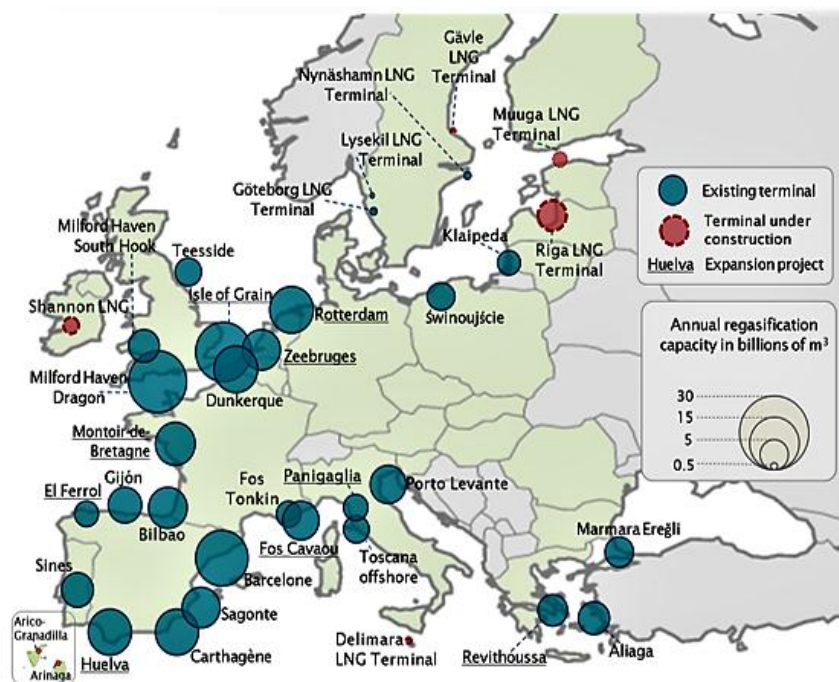 Gävle
LNG
Terminal
Nynäshamn LNG
Terminal
Muuga LNG
Terminal
Lysekil LNG
Terminal
Göteborg LNG
Terminal
Milford Haven
South Hook
Teesside
Klaipeda
Riga LNG
Terminal
Existing terminal
Terminal under
construction
Huelva Expansion project
Shannon LNG
Isle of Grain
Rotterdam
Świnoujście
Zeebruges
Milford Haven
Dragon
Dunkerque
Annual regasification
capacity in billions of m³
30
15
5
0.5
Montoir-de-
Bretagne
Gijón
El Ferrol
Bilbao
Fos
Tonkin
Panigaglia
Porto Levante
Fos Cavaou
Toscana
offshore
Marmara Ereğli
Sines
Barcelone
Sagonte
Arico-
Granadilla
Arinaga
Huelva
Carthagène
Delimara
LNG Terminal
Revithoussa
Aliaga